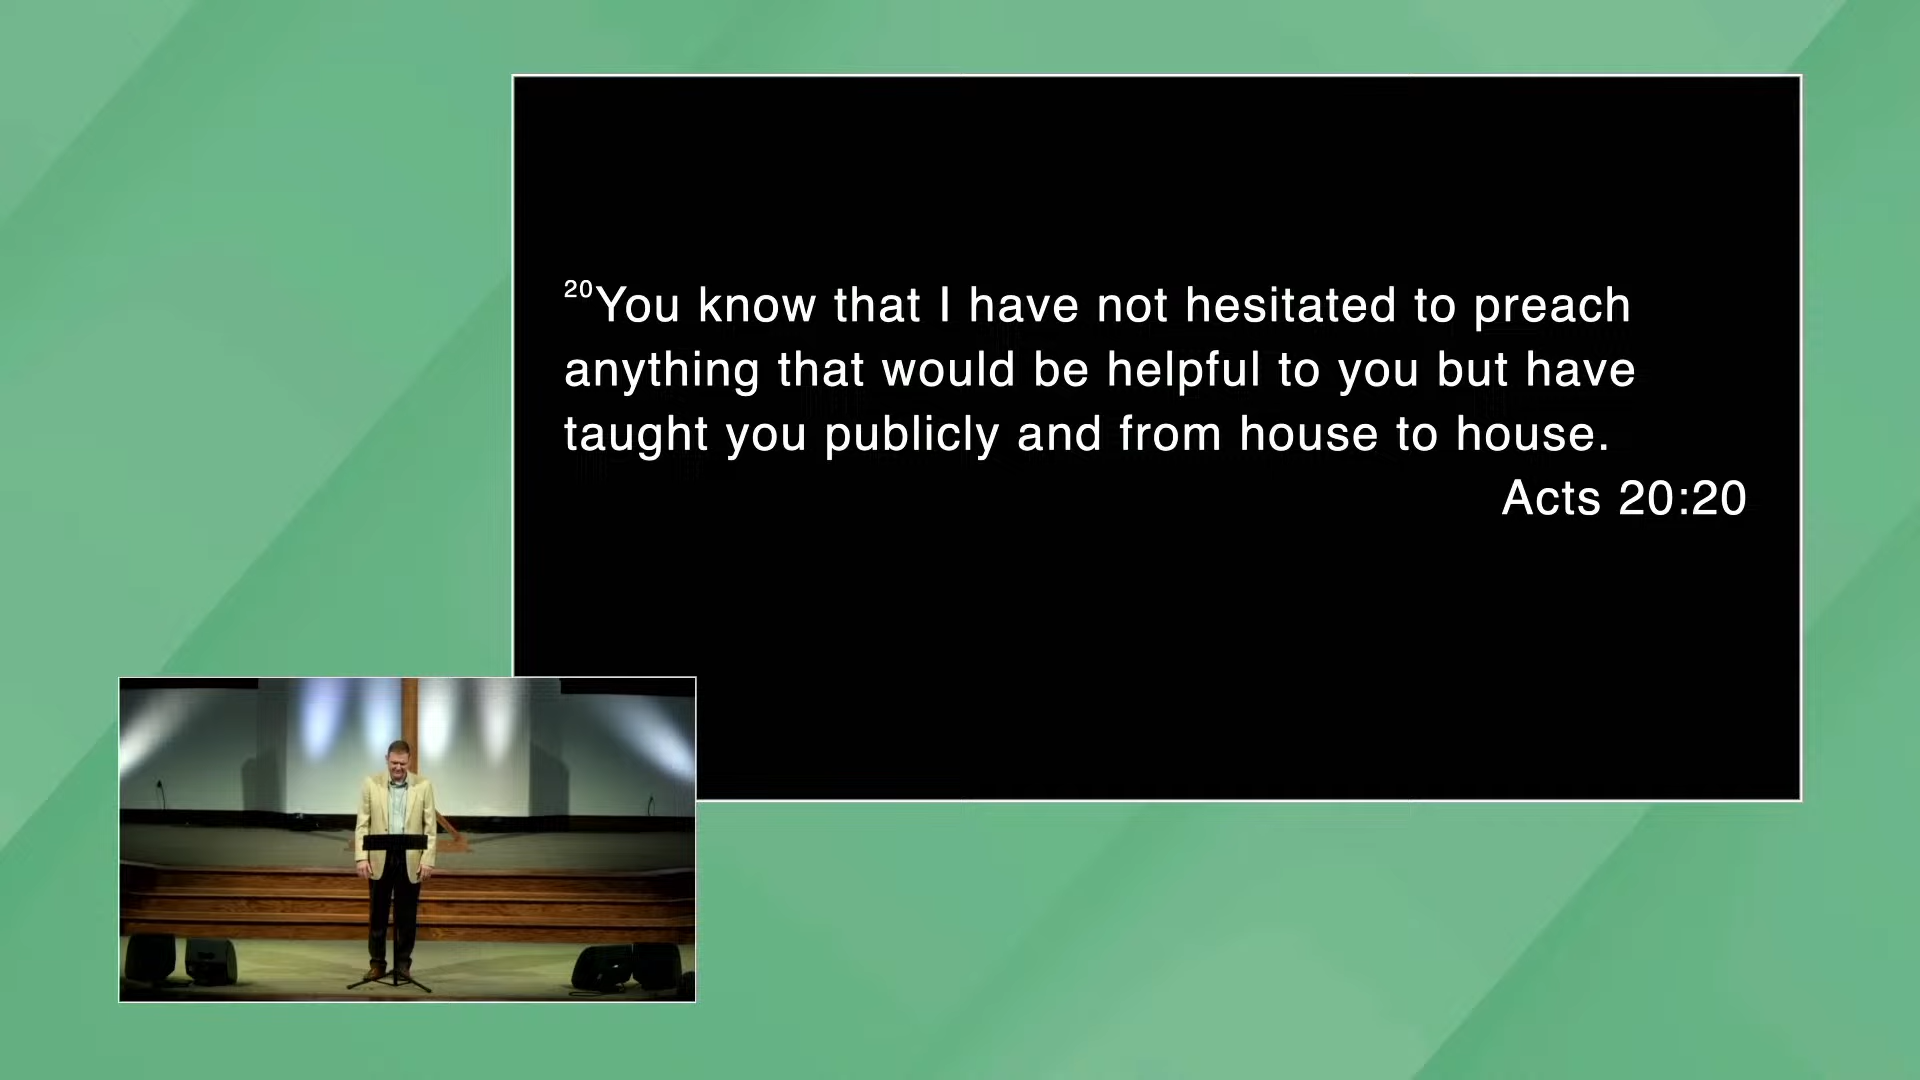 20You know that I have not hesitated to preach
anything that would be helpful to you but have
taught you publicly and from house to house.
Acts 20:20